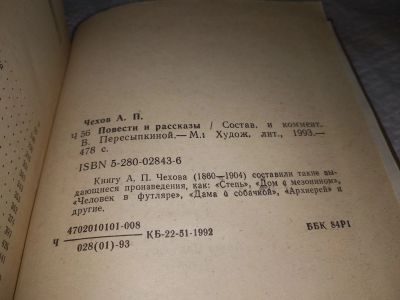 Чехов А. П.
Ч 56 Повести и рассказы / Состав. и коммент.
В. Пересыпкиной.— М.: Худож. лит., 1993.—
478 с.
ISBN 5-280-02843-6
Книгу А. П. Чехова (1860—1904) составили такие вы-
дающиеся произведения, как: «Степь», «Дом с мезонином»,
«Человек в футляре», «Дама с собачкой», «Архиерей» и
другие.
Ч 4702010101-008 КБ-22-51-1992 ББК 84Р1
028(01)-93